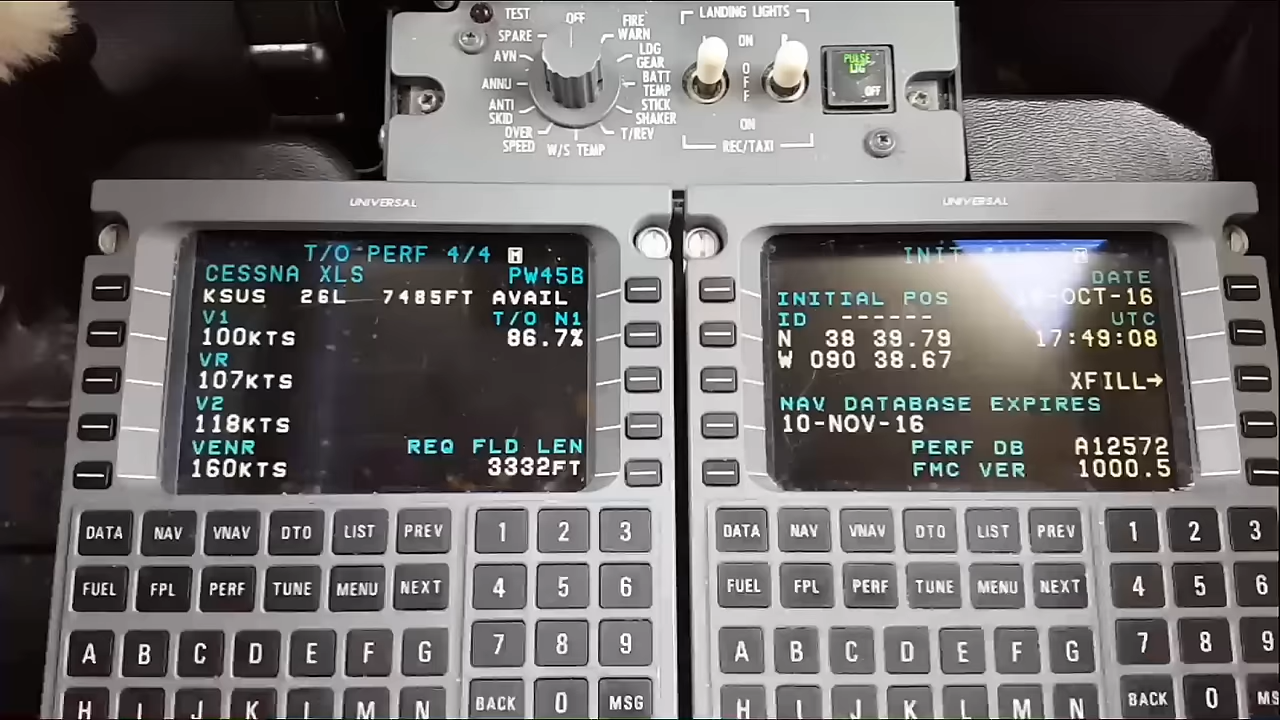 TEST
OFF
FIRE WARN
SPARE
LDG GEAR
AVN
BATT TEMP
ANNU
STICK SHAKER
ANTI SKID
T/REV
OVER SPEED
W/S TEMP
LANDING LIGHTS
ON
OFF
ON
REC/TAXI
PULSE
OFF
UNIVERSAL
T/O PERF 4/4 M
CESSNA XLS PW45B
KSUS 26L 7485FT AVAIL
V1 T/O N1
100KTS 86.7%
VR
107KTS
V2
118KTS
VENR REQ FLD LEN
160KTS 3332FT
DATA NAV VNAV DTO LIST PREV 1 2 3
FUEL FPL PERF TUNE MENU NEXT 4 5 6
A B C D E F G 7 8 9
H I J K L M N BACK 0 MSG
UNIVERSAL
INIT
DATE
INITIAL POS OCT-16
ID ------ UTC
N 38 39.79 17:49:08
W 090 38.67
XFILL→
NAV DATABASE EXPIRES
10-NOV-16
PERF DB A12572
FMC VER 1000.5
DATA NAV VNAV DTO LIST PREV 1 2 3
FUEL FPL PERF TUNE MENU NEXT 4 5 6
A B C D E F G 7 8 9
H I J K L M N BACK 0